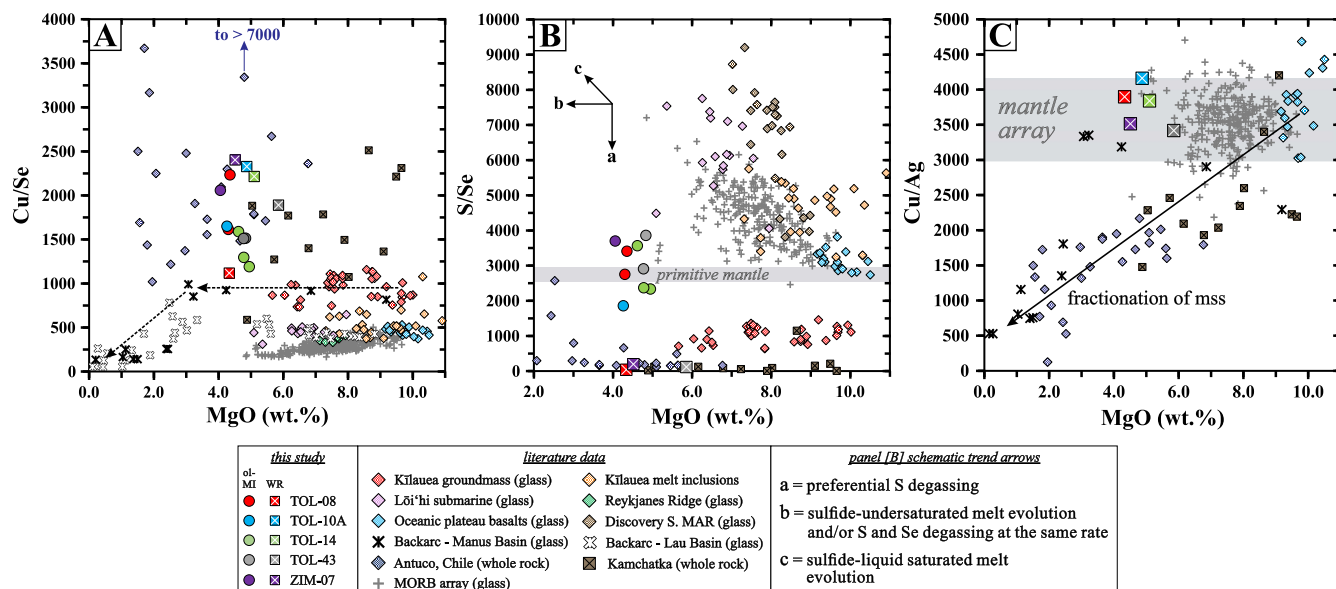 A
to > 7000
Cu/Se
4000
3500
3000
2500
2000
1500
1000
500
0
0.0 2.0 4.0 6.0 8.0 10.0
MgO (wt.%)
B
c
b
a
S/Se
10000
9000
8000
7000
6000
5000
4000
3000
2000
1000
0
primitive mantle
2.0 4.0 6.0 8.0 10.0
MgO (wt.%)
C
mantle
array
Cu/Ag
5000
4500
4000
3500
3000
2500
2000
1500
1000
500
0
fractionation of mss
0.0 2.0 4.0 6.0 8.0 10.0
MgO (wt.%)
this study
ol-
MI WR
TOL-08
TOL-10A
TOL-14
TOL-43
ZIM-07
literature data
Kīlauea groundmass (glass)
Lōi‘hi submarine (glass)
Oceanic plateau basalts (glass)
Backarc - Manus Basin (glass)
Antuco, Chile (whole rock)
MORB array (glass)
Kīlauea melt inclusions
Reykjanes Ridge (glass)
Discovery S. MAR (glass)
Backarc - Lau Basin (glass)
Kamchatka (whole rock)
panel [B] schematic trend arrows
a = preferential S degassing
b = sulfide-undersaturated melt evolution
and/or S and Se degassing at the same rate
c = sulfide-liquid saturated melt
evolution